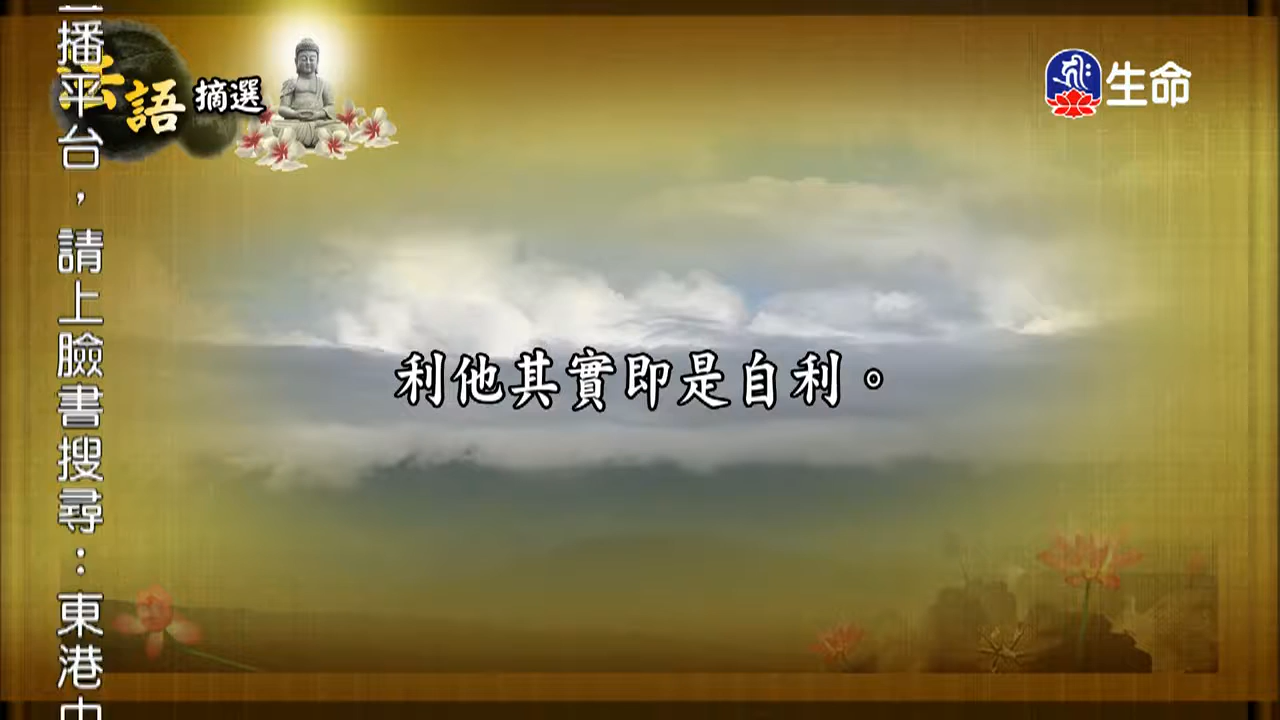 法語
摘選
生命
利他其實即是自利。
播平台，請上臉書搜尋：東港